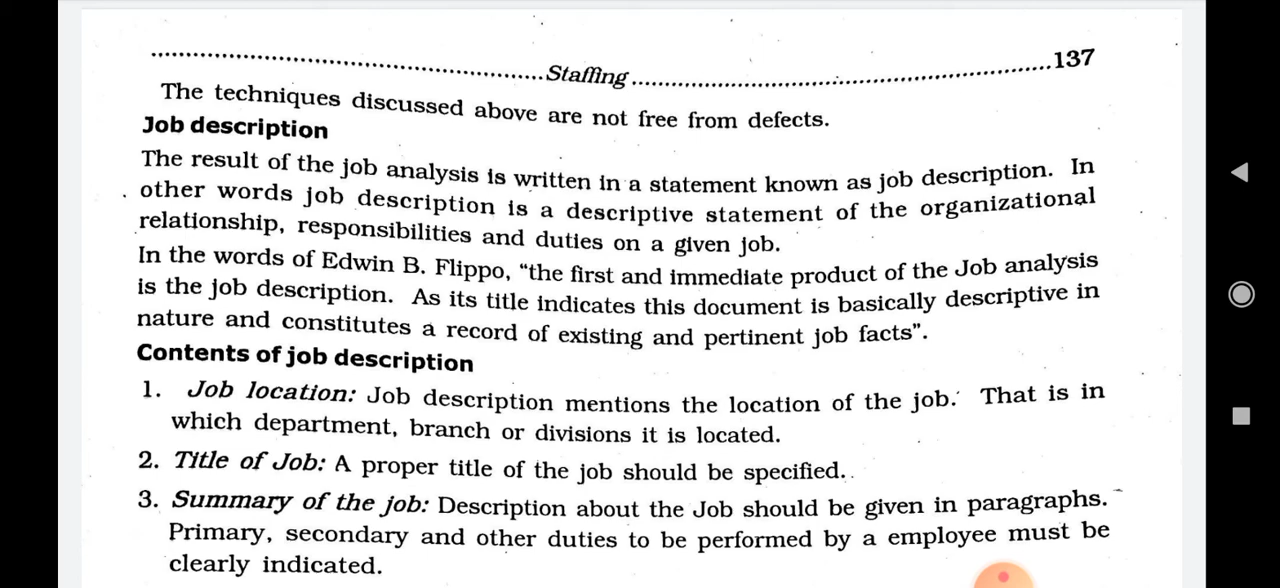 Staffing 137
The techniques discussed above are not free from defects.
Job description
The result of the job analysis is written in a statement known as job description. In
other words job description is a descriptive statement of the organizational
relationship, responsibilities and duties on a given job.
In the words of Edwin B. Flippo, “the first and immediate product of the Job analysis
is the job description. As its title indicates this document is basically descriptive in
nature and constitutes a record of existing and pertinent job facts”.
Contents of job description
1. Job location: Job description mentions the location of the job. That is in
which department, branch or divisions it is located.
2. Title of Job: A proper title of the job should be specified.
3. Summary of the job: Description about the Job should be given in paragraphs.
Primary, secondary and other duties to be performed by a employee must be
clearly indicated.